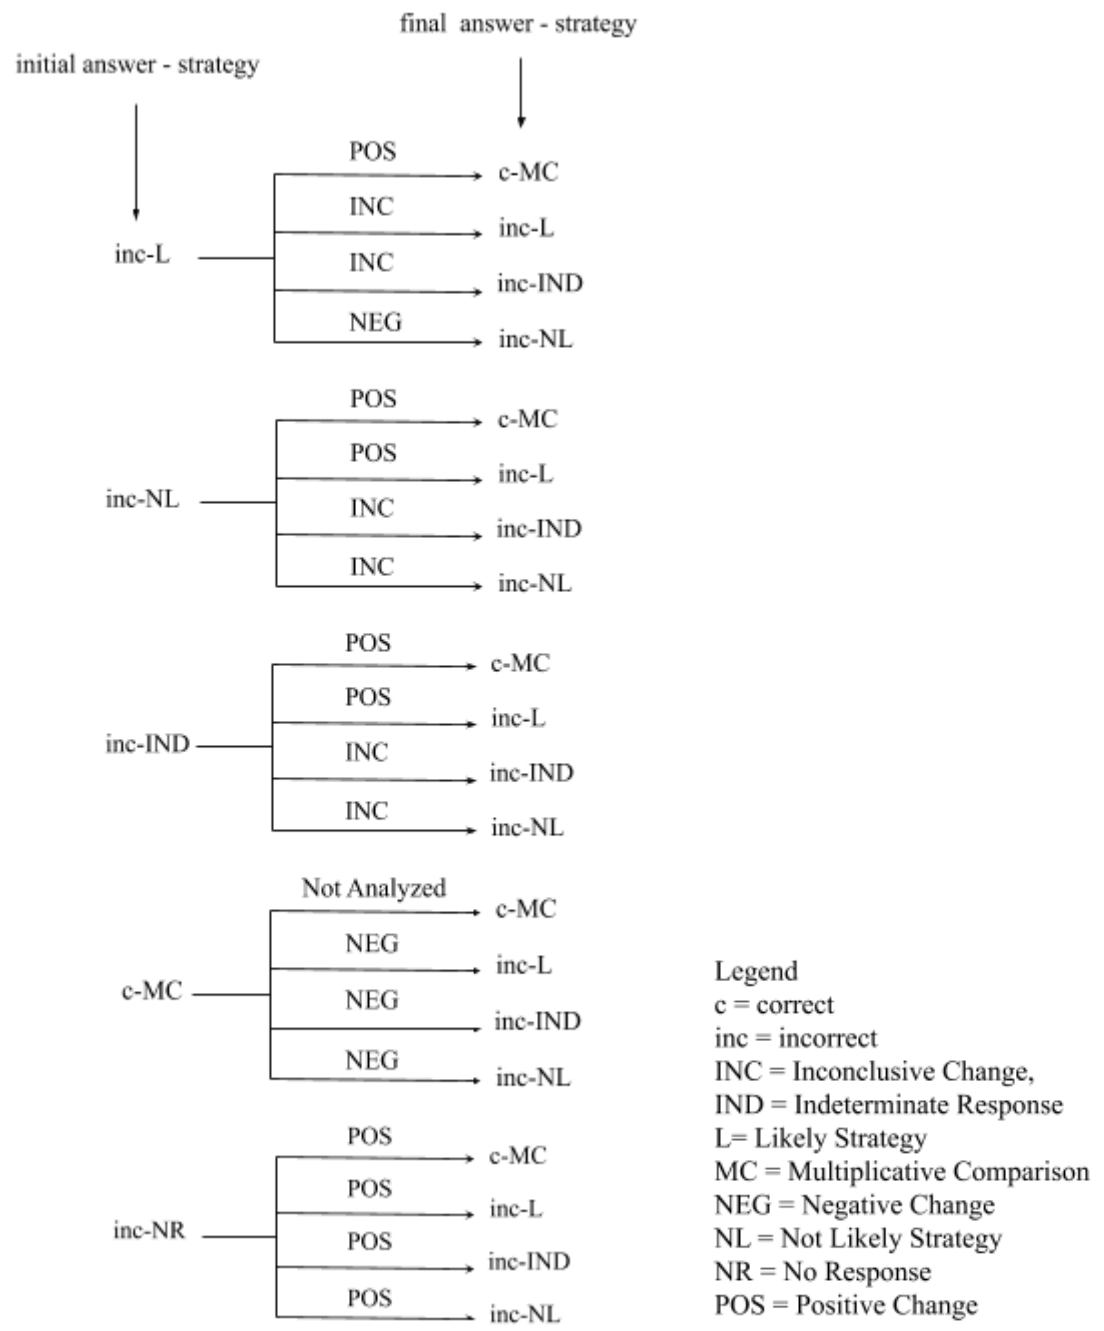 final answer - strategy
initial answer - strategy
POS
c-MC
INC
inc-L
inc-L
INC
inc-IND
NEG
inc-NL
POS
c-MC
POS
inc-L
inc-NL
INC
inc-IND
INC
inc-NL
POS
c-MC
POS
inc-L
inc-IND
INC
inc-IND
INC
inc-NL
Not Analyzed
c-MC
NEG
inc-L
c-MC
NEG
inc-IND
NEG
inc-NL
POS
c-MC
POS
inc-L
inc-NR
POS
inc-IND
POS
inc-NL
Legend
c = correct
inc = incorrect
INC = Inconclusive Change,
IND = Indeterminate Response
L= Likely Strategy
MC = Multiplicative Comparison
NEG = Negative Change
NL = Not Likely Strategy
NR = No Response
POS = Positive Change